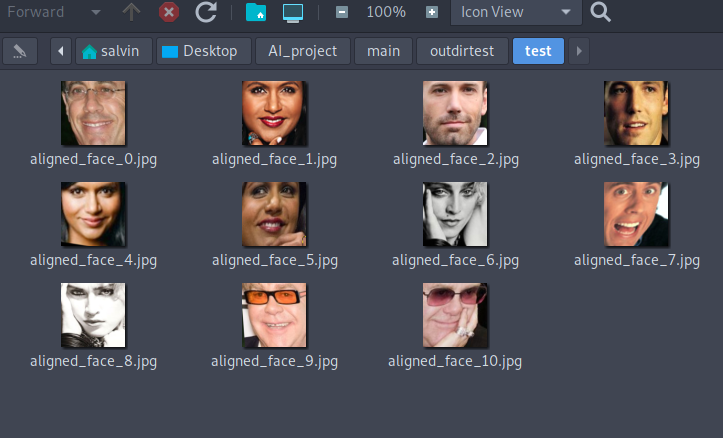 Forward 100% Icon View
salvin Desktop AI_project main outdirtest test
aligned_face_0.jpg aligned_face_1.jpg aligned_face_2.jpg aligned_face_3.jpg
aligned_face_4.jpg aligned_face_5.jpg aligned_face_6.jpg aligned_face_7.jpg
aligned_face_8.jpg aligned_face_9.jpg aligned_face_10.jpg